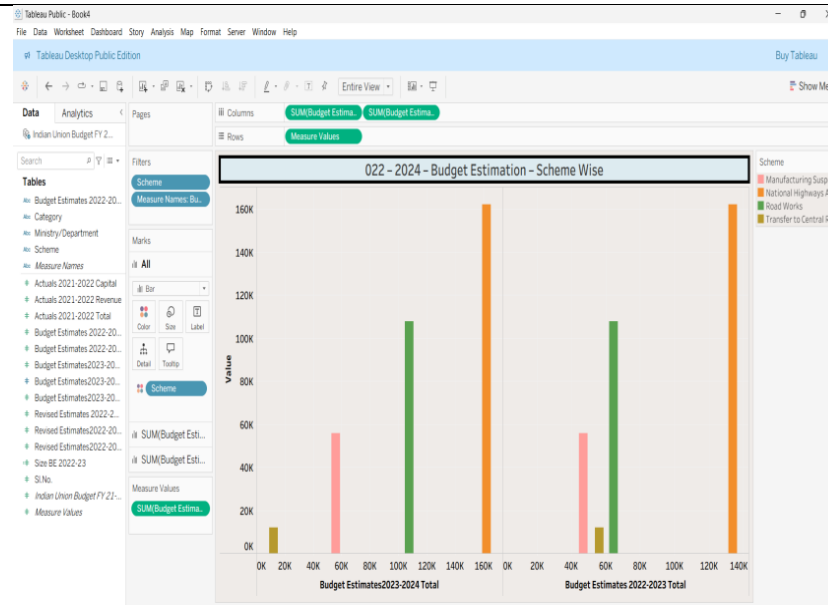 Tableau Public - Book4
File Data Worksheet Dashboard Story Analysis Map Format Server Window Help
Tableau Desktop Public Edition
Buy Tableau
Entire View
Show Me
Data
Analytics
Pages
Columns
SUM(Budget Estima..
SUM(Budget Estima..
Indian Union Budget FY 2...
Rows
Measure Values
Search
Filters
Scheme
Measure Names: Bu..
Tables
Abc Budget Estimates 2022-20...
Abc Category
Abc Ministry/Department
Abc Scheme
Abc Measure Names
# Actuals 2021-2022 Capital
# Actuals 2021-2022 Revenue
# Actuals 2021-2022 Total
# Budget Estimates 2022-20...
# Budget Estimates 2022-20...
# Budget Estimates2023-20...
# Budget Estimates2023-20...
# Budget Estimates2023-20...
# Revised Estimates 2022-2...
# Revised Estimates2022-20...
# Revised Estimates2022-20...
Size BE 2022-23
# Sl.No.
# Indian Union Budget FY 21-...
# Measure Values
Marks
All
Bar
Color
Size
Label
Detail
Tooltip
Scheme
SUM(Budget Esti...
SUM(Budget Esti...
Measure Values
SUM(Budget Estima..
022 – 2024 – Budget Estimation – Scheme Wise
Value
160K
140K
120K
100K
80K
60K
40K
20K
0K
0K 20K 40K 60K 80K 100K 120K 140K 160K
Budget Estimates2023-2024 Total
0K 20K 40K 60K 80K 100K 120K 140K
Budget Estimates 2022-2023 Total
Scheme
Manufacturing Susp
National Highways A
Road Works
Transfer to Central R